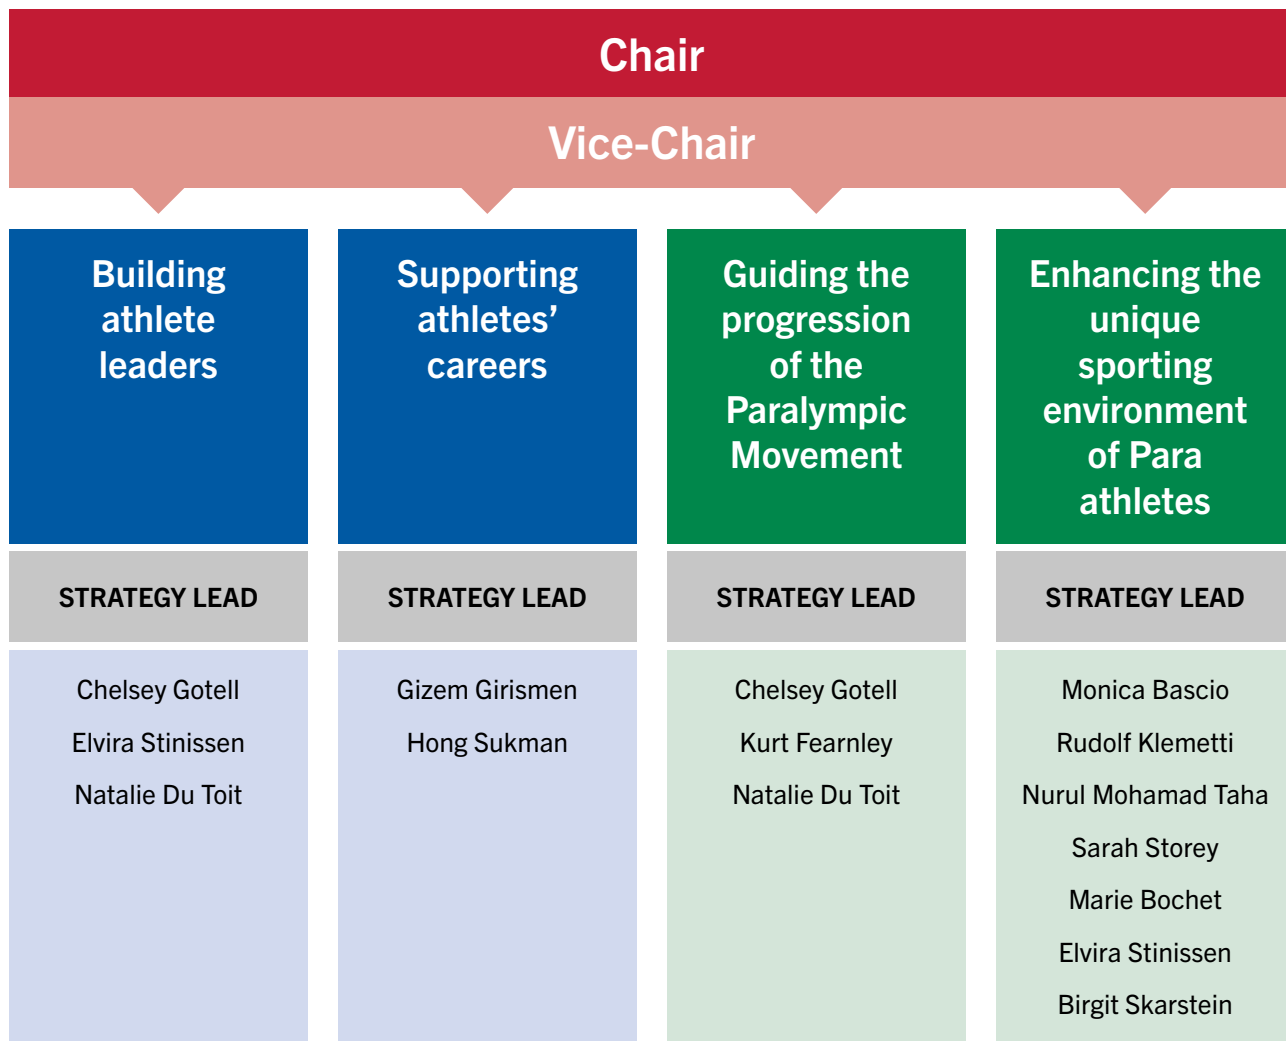 Chair
Vice-Chair
Building
athlete
leaders
STRATEGY LEAD
Chelsey Gotell
Elvira Stinissen
Natalie Du Toit
Supporting
athletes’
careers
STRATEGY LEAD
Gizem Girismen
Hong Sukman
Guiding the
progression
of the
Paralympic
Movement
STRATEGY LEAD
Chelsey Gotell
Kurt Fearnley
Natalie Du Toit
Enhancing the
unique
sporting
environment
of Para
athletes
STRATEGY LEAD
Monica Bascio
Rudolf Klemetti
Nurul Mohamad Taha
Sarah Storey
Marie Bochet
Elvira Stinissen
Birgit Skarstein